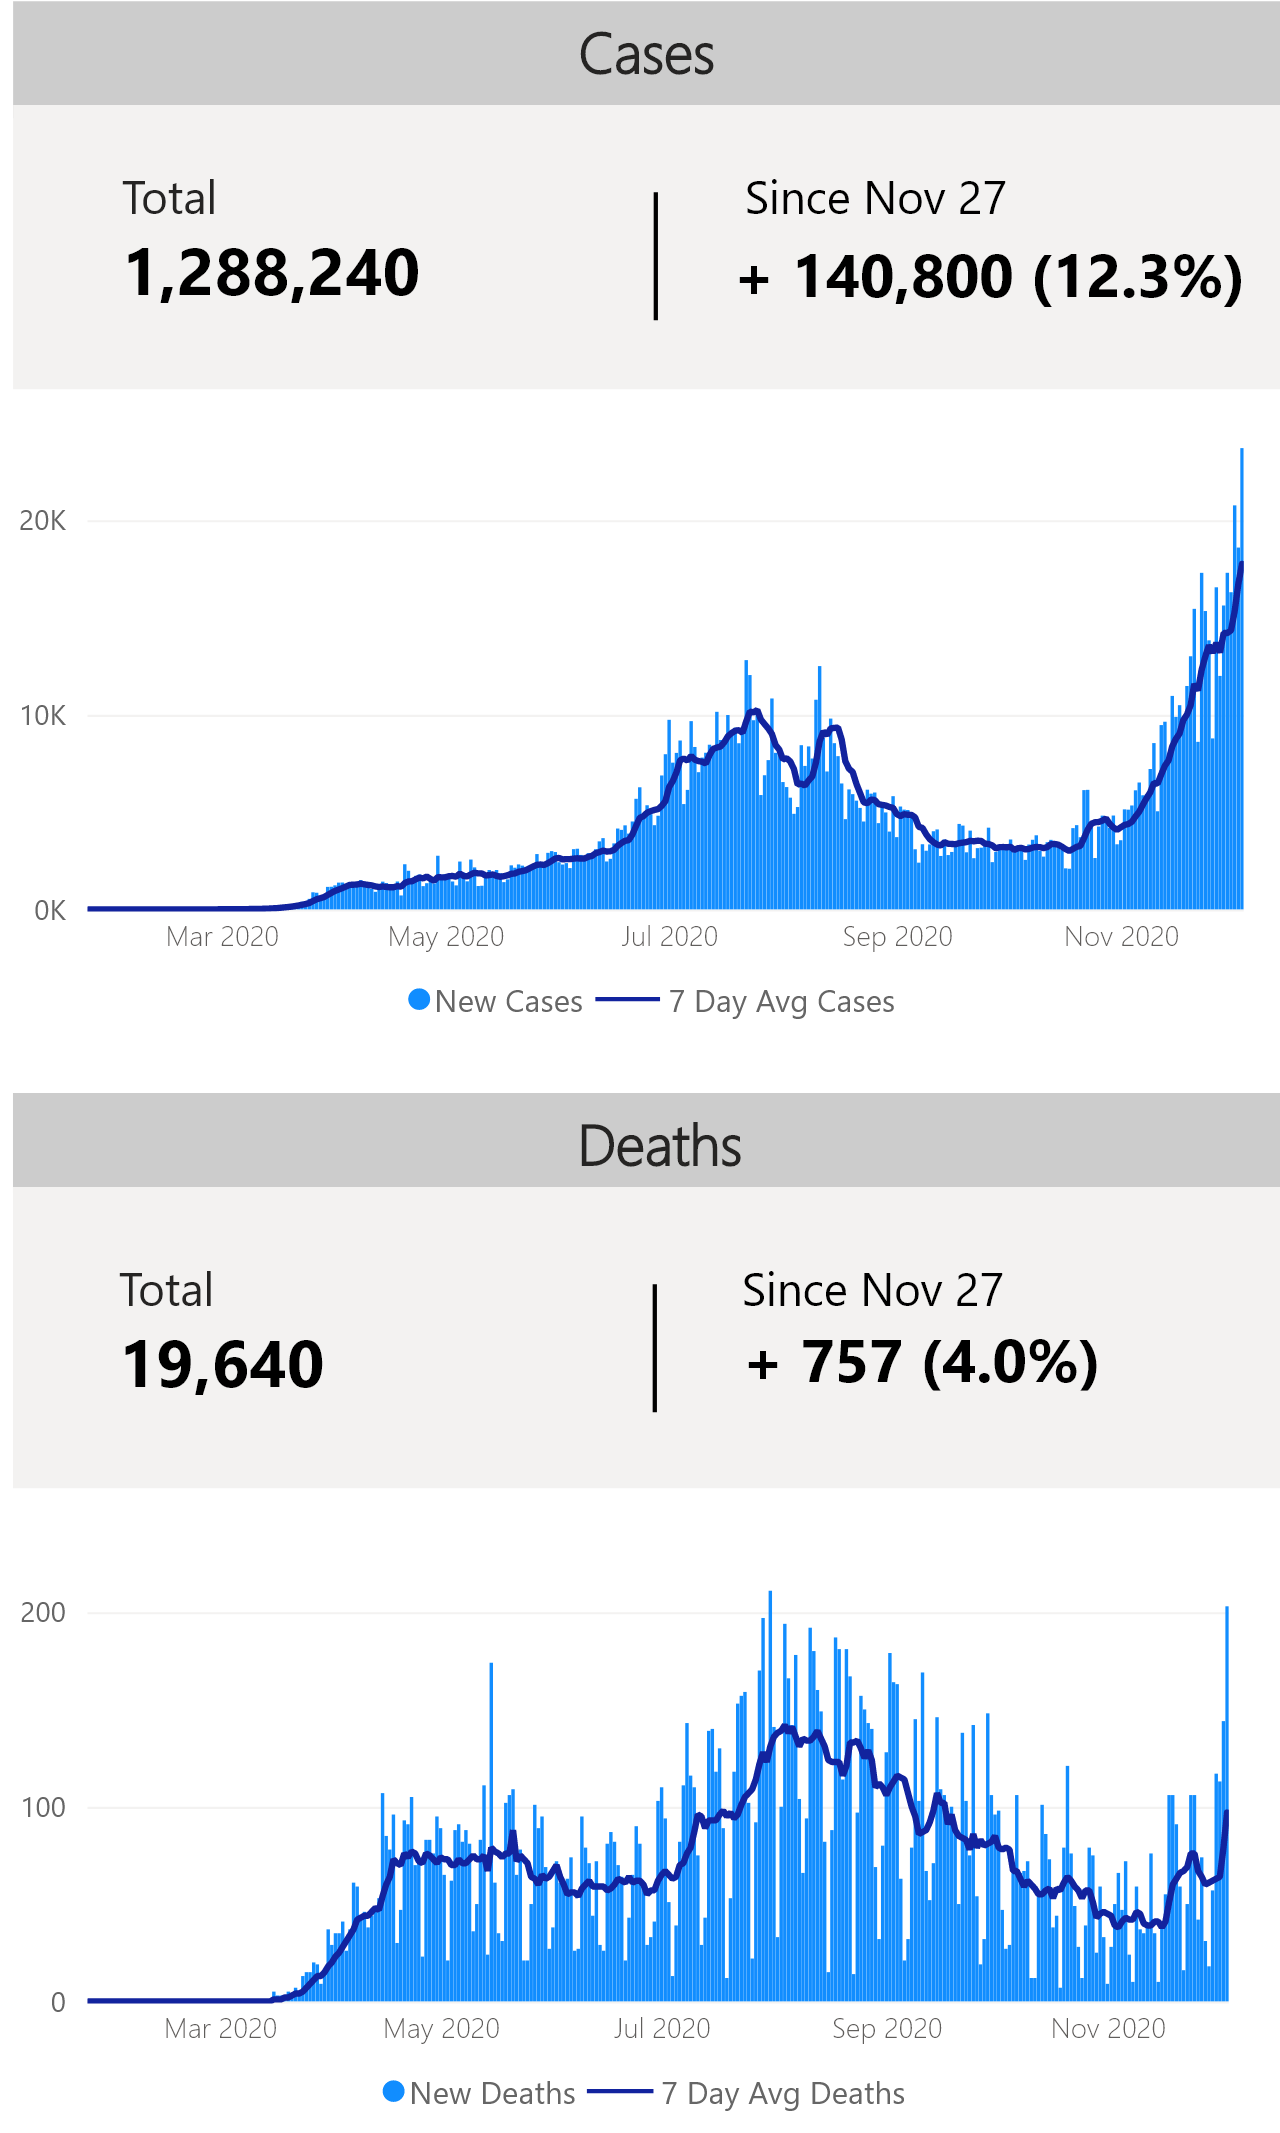 Cases
Total
Since Nov 27
1,288,240
+ 140,800 (12.3%)
20K
10K
0K
Mar 2020
May 2020
Jul 2020
Sep 2020
Nov 2020
New Cases
7 Day Avg Cases
Deaths
Total
Since Nov 27
19,640
+ 757 (4.0%)
200
100
0
Mar 2020
May 2020
Jul 2020
Sep 2020
Nov 2020
New Deaths
7 Day Avg Deaths